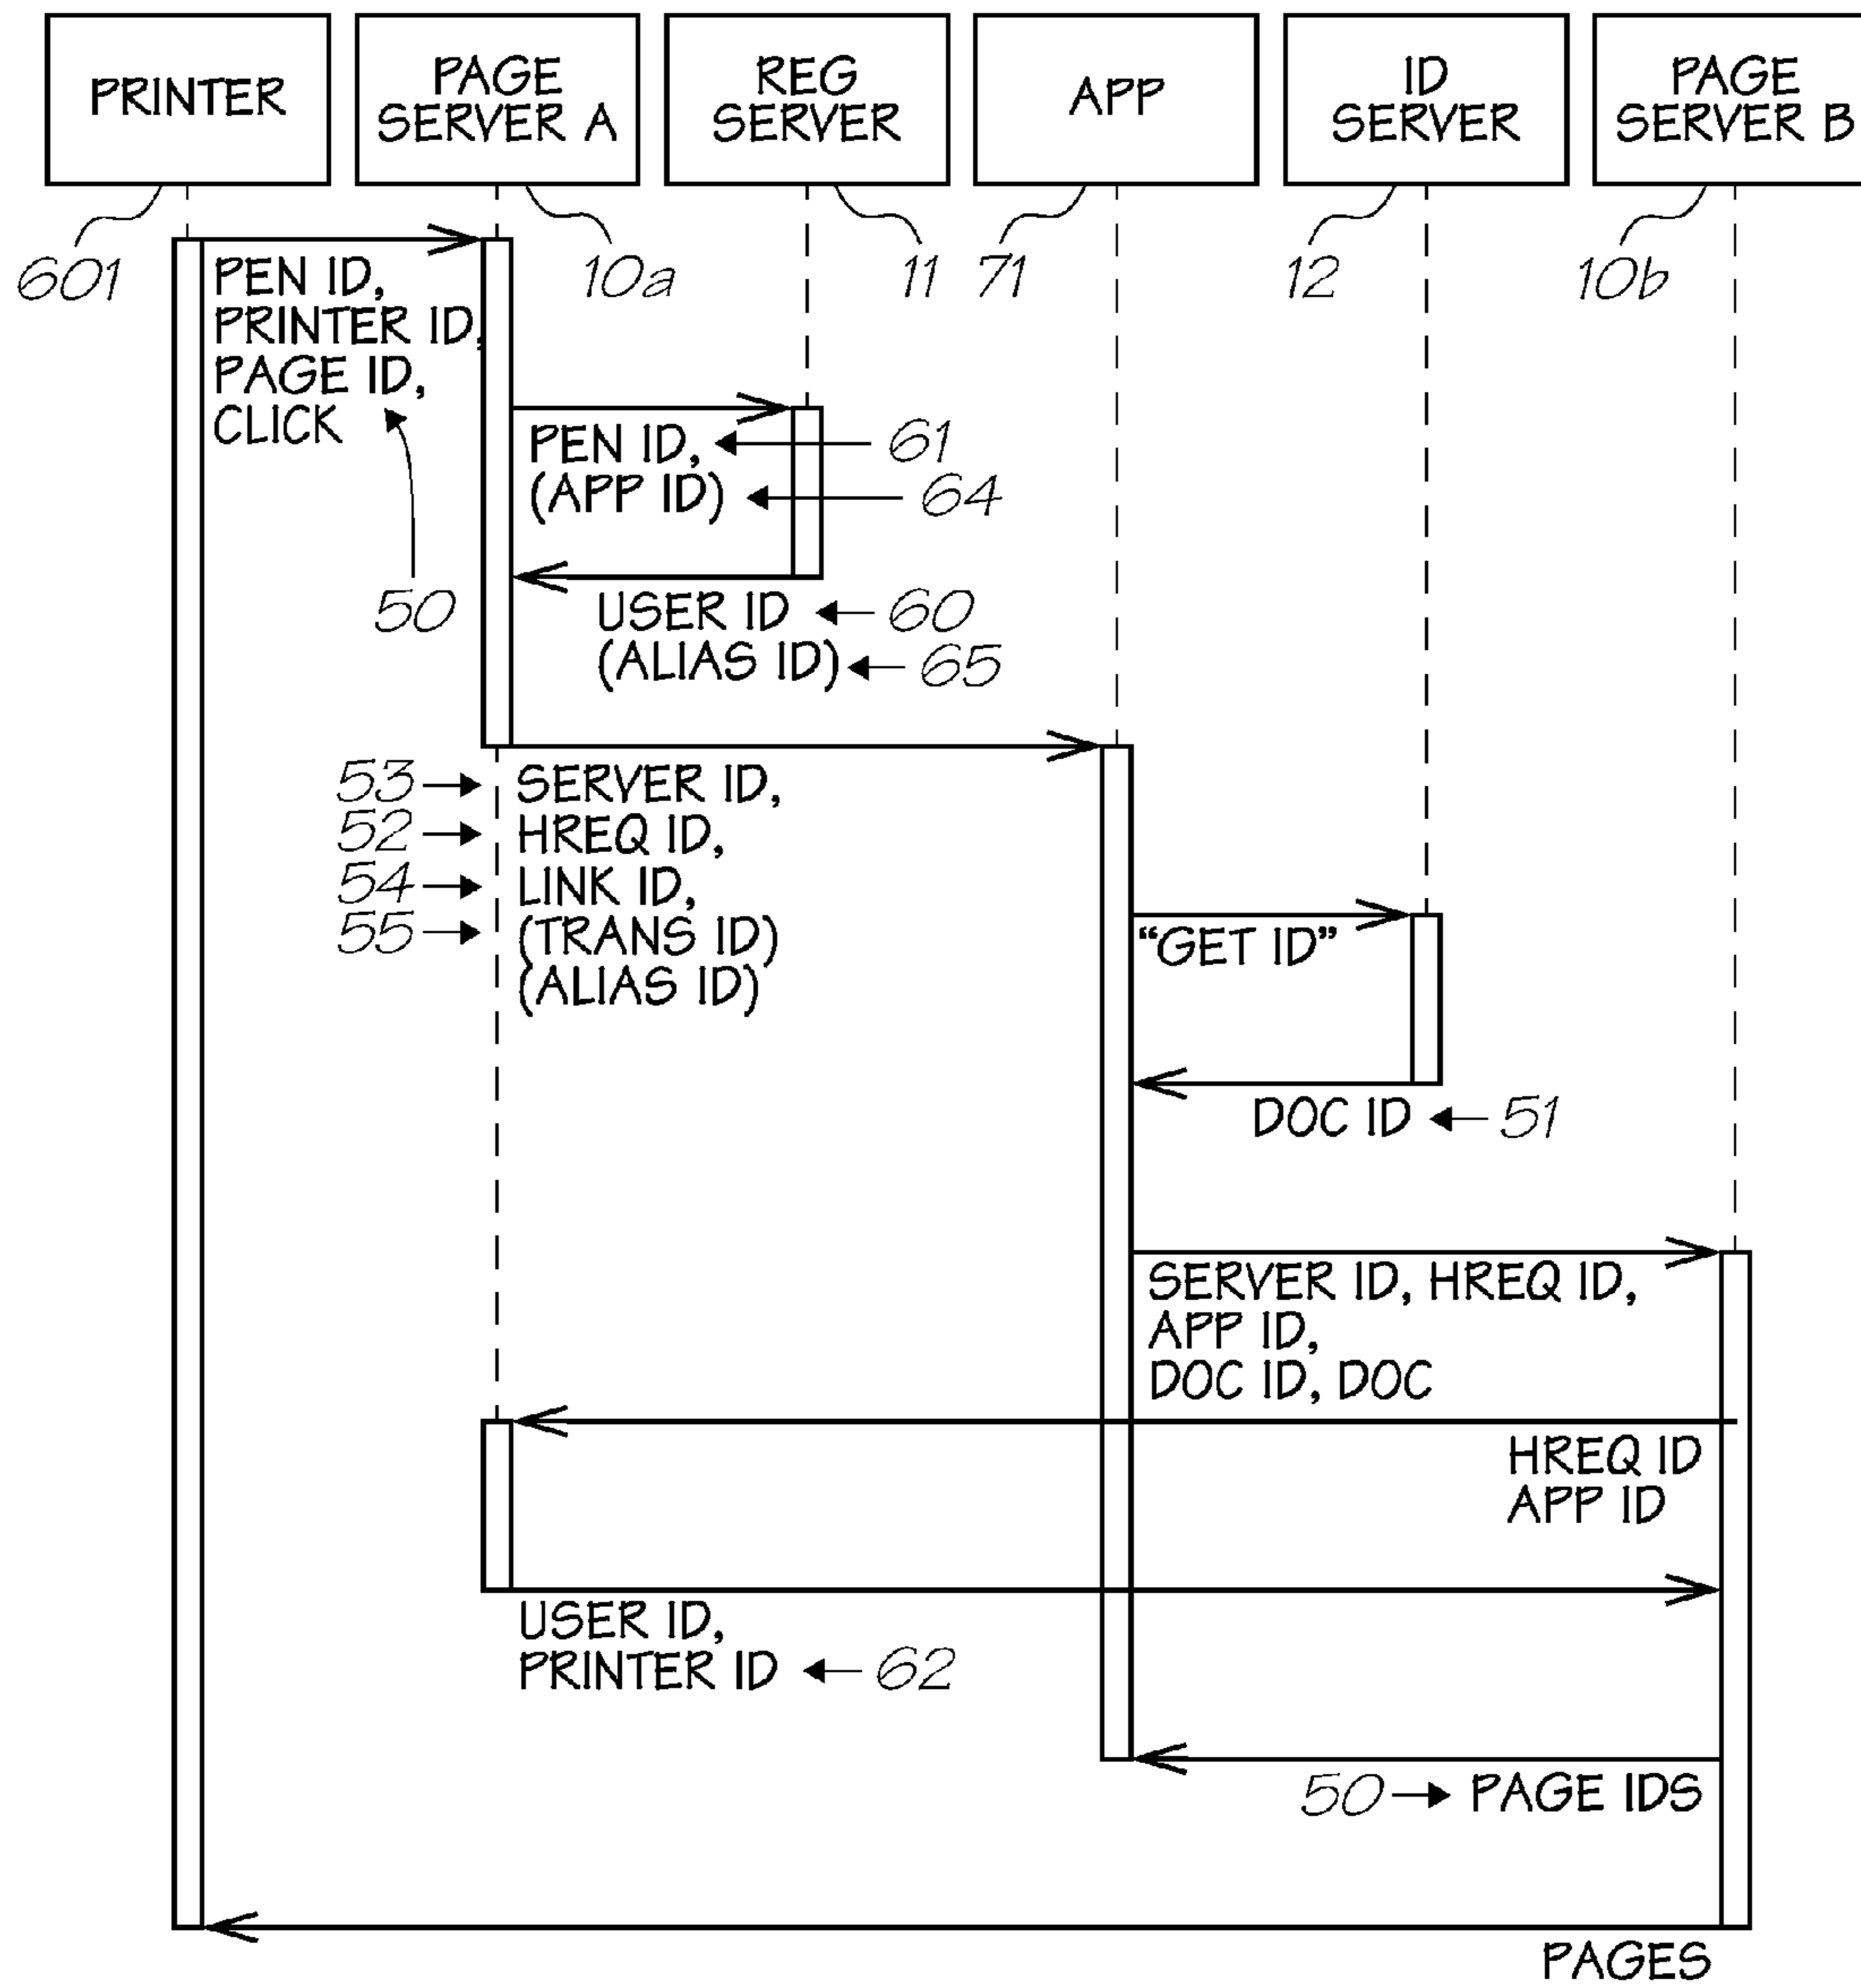 PRINTER
PAGE
SERVER A
REG
SERVER
APP
ID
SERVER
PAGE
SERVER B
601
10a
11
71
12
10b
PEN ID,
PRINTER ID,
PAGE ID,
CLICK
50
PEN ID,
61
(APP ID)
64
USER ID
60
(ALIAS ID)
65
53
SERVER ID,
52
HREQ ID,
54
LINK ID,
55
(TRANS ID)
(ALIAS ID)
“GET ID”
DOC ID
51
SERVER ID, HREQ ID,
APP ID,
DOC ID, DOC
HREQ ID
APP ID
USER ID,
PRINTER ID
62
50
PAGE IDS
PAGES